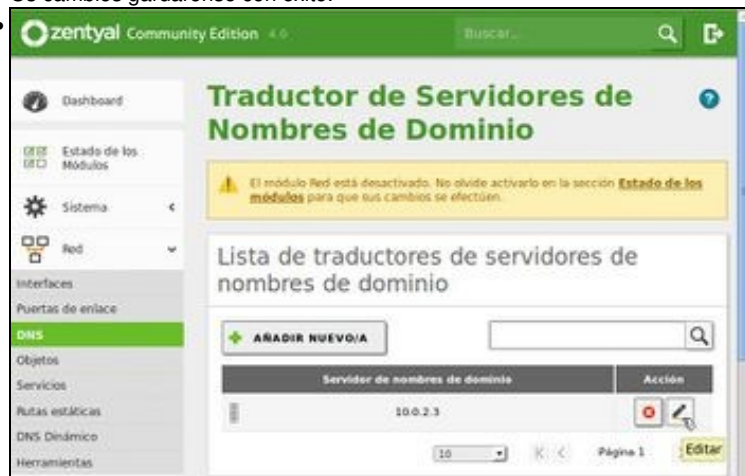 Os cambios gardaranse con éxito.
zentyal Community Edition 4.0
Buscar...
Dashboard
Estado de los
Módulos
Sistema
Red
Interfaces
Puertas de enlace
DNS
Objetos
Servicios
Rutas estáticas
DNS Dinámico
Herramientas
Traductor de Servidores de
Nombres de Dominio
El módulo Red está desactivado. No olvide activarlo en la sección Estado de los
módulos para que sus cambios se efectúen.
Lista de traductores de servidores de
nombres de dominio
AÑADIR NUEVO/A
Servidor de nombres de dominio
Acción
10.0.2.3
10
Página 1
Editar